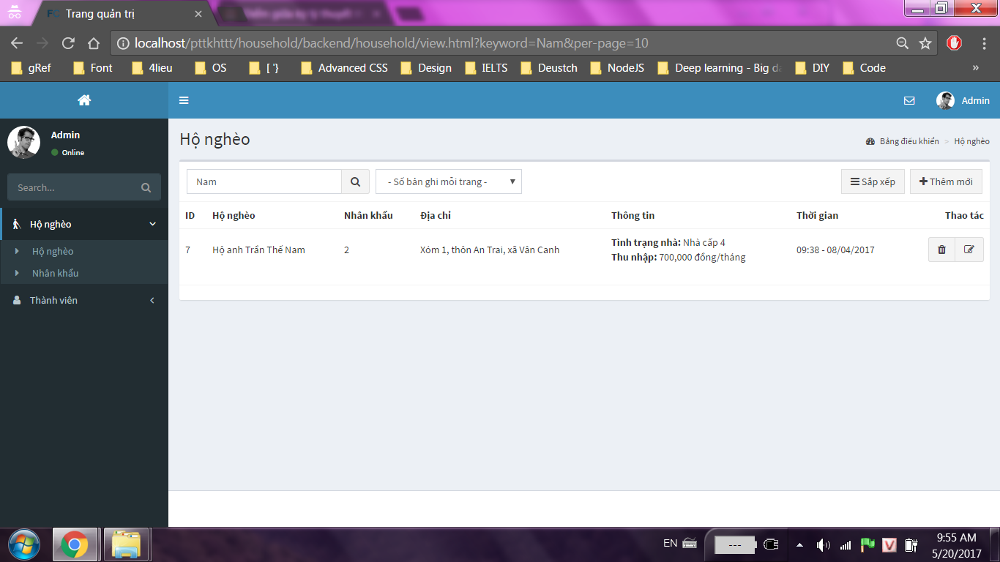 FC Trang quản trị
localhost/pttkhttt/household/backend/household/view.html?keyword=Nam&per-page=10
gRef Font 4lieu OS [ '} Advanced CSS Design IELTS Deustch NodeJS Deep learning - Big da DIY Code »
Admin
Admin
Online
Search...
Hộ nghèo
Hộ nghèo
Nhân khẩu
Thành viên
Hộ nghèo
Bảng điều khiển > Hộ nghèo
Nam - Số bản ghi mỗi trang - Sắp xếp Thêm mới
ID Hộ nghèo Nhân khẩu Địa chỉ Thông tin Thời gian Thao tác
7 Hộ anh Trần Thế Nam 2 Xóm 1, thôn An Trai, xã Vân Canh Tình trạng nhà: Nhà cấp 4 09:38 - 08/04/2017
Thu nhập: 700,000 đồng/tháng
EN --- 9:55 AM
5/20/2017